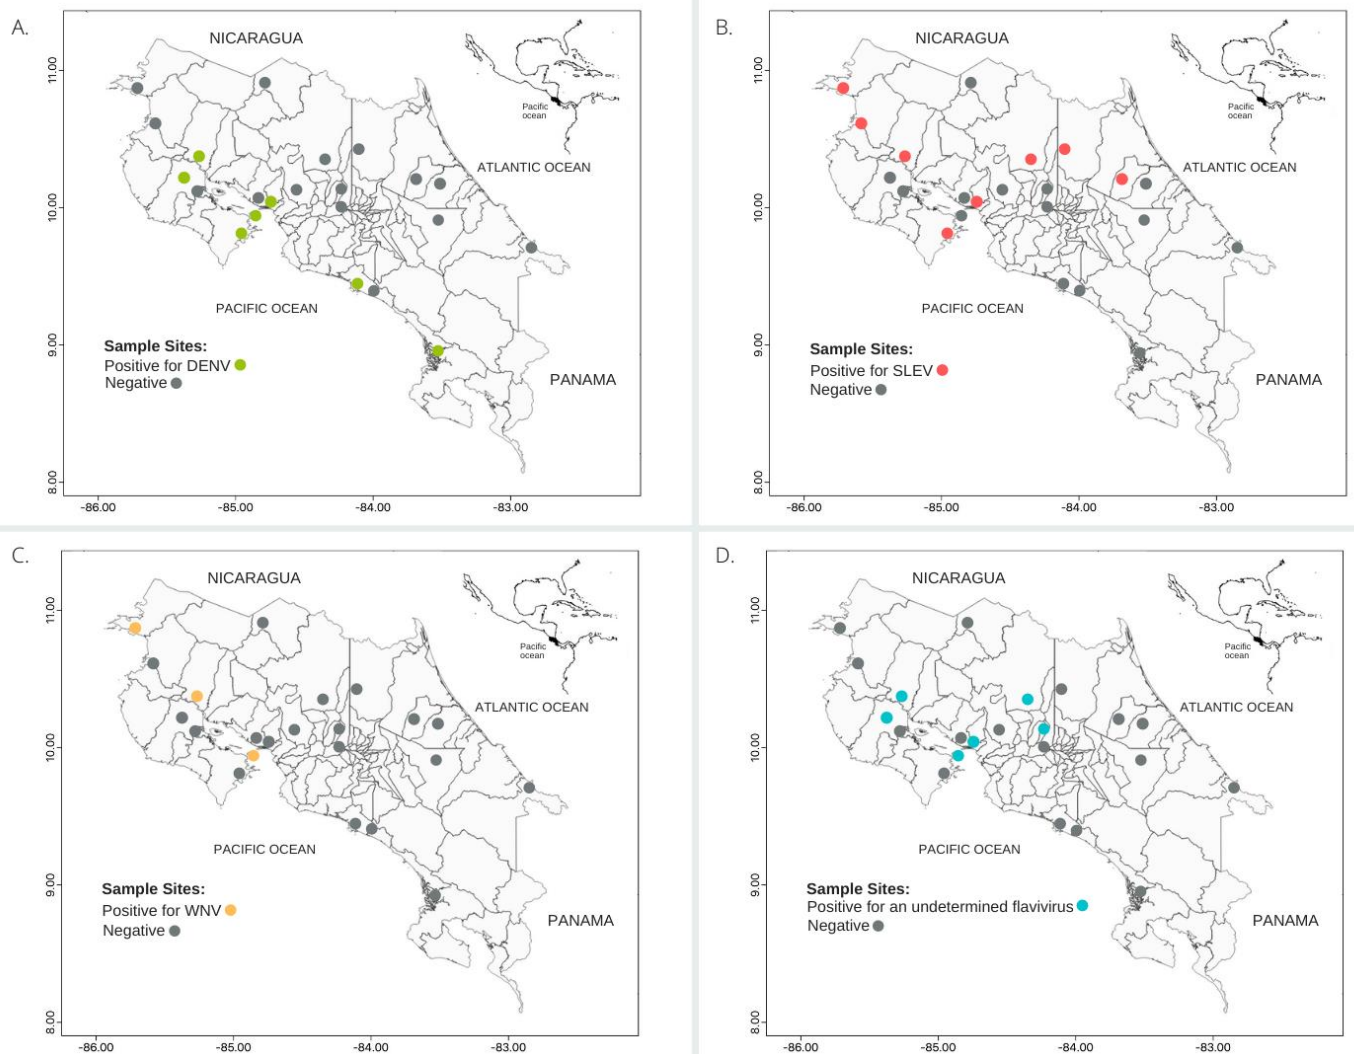 A.
NICARAGUA
11.00
Pacific
ocean
ATLANTIC OCEAN
10.00
PACIFIC OCEAN
9.00
Sample Sites:
Positive for DENV
Negative
PANAMA
8.00
-86.00 -85.00 -84.00 -83.00
B.
NICARAGUA
11.00
Pacific
ocean
ATLANTIC OCEAN
10.00
PACIFIC OCEAN
9.00
Sample Sites:
Positive for SLEV
Negative
PANAMA
8.00
-86.00 -85.00 -84.00 -83.00
C.
NICARAGUA
11.00
Pacific
ocean
ATLANTIC OCEAN
10.00
PACIFIC OCEAN
9.00
Sample Sites:
Positive for WNV
Negative
PANAMA
8.00
-86.00 -85.00 -84.00 -83.00
D.
NICARAGUA
11.00
Pacific
ocean
ATLANTIC OCEAN
10.00
PACIFIC OCEAN
9.00
Sample Sites:
Positive for an undetermined flavivirus
Negative
PANAMA
8.00
-86.00 -85.00 -84.00 -83.00